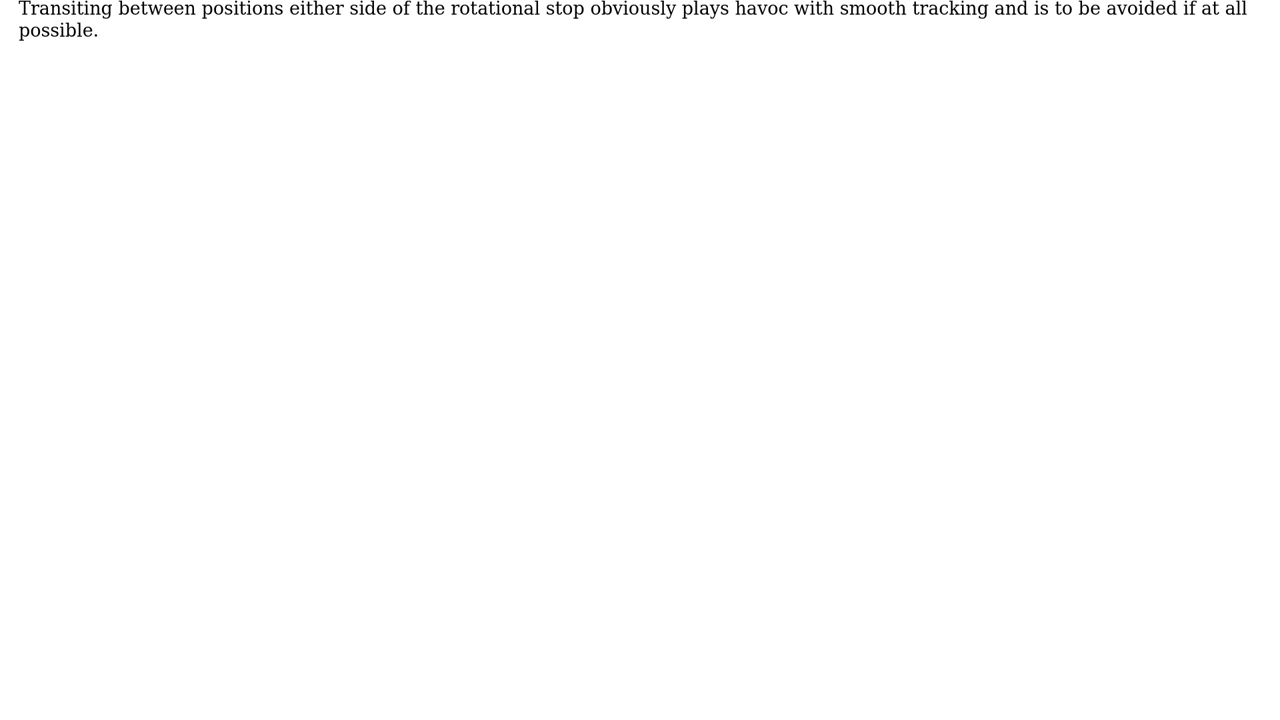 Transiting between positions either side of the rotational stop obviously plays havoc with smooth tracking and is to be avoided if at all
possible.